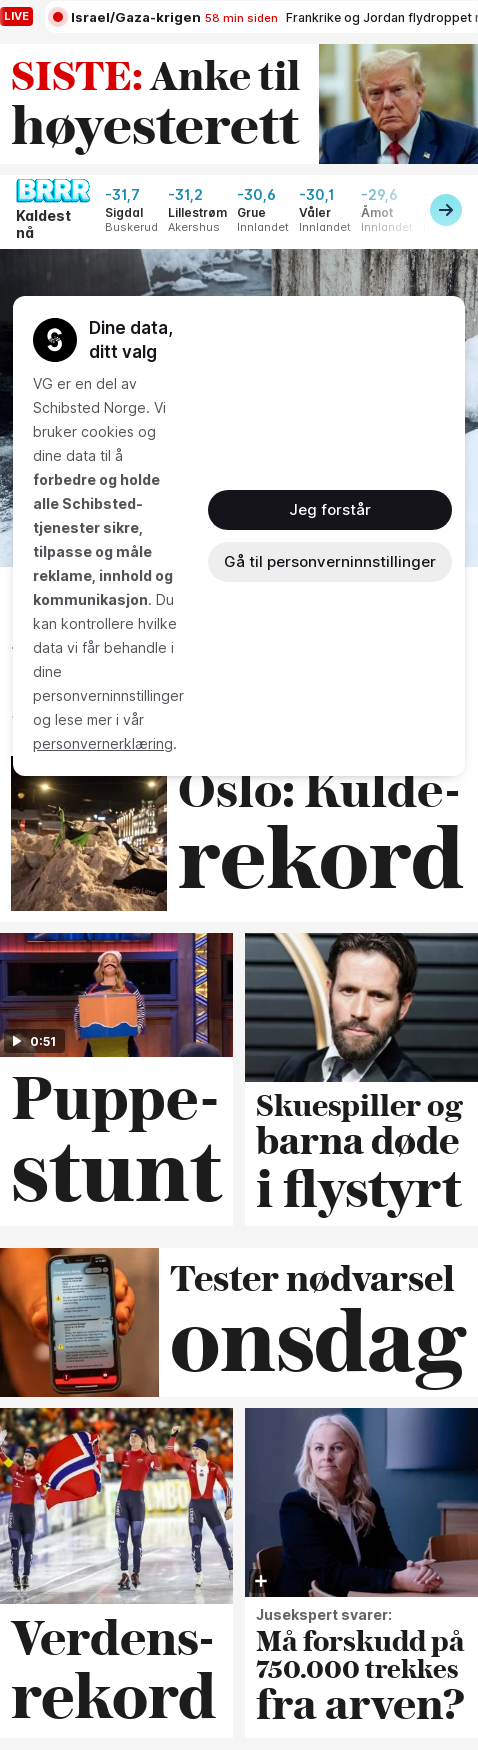 LIVE
Israel/Gaza-krigen 58 min siden Frankrike og Jordan flydroppet
SISTE: Anke til
høyesterett
BRRR
Kaldest
nå
-31,7 -31,2 -30,6 -30,1 -29,6
Sigdal Lillestrøm Grue Våler Åmot
Buskerud Akershus Innlandet Innlandet Innlandet
Dine data,
ditt valg
VG er en del av
Schibsted Norge. Vi
bruker cookies og
dine data til å
forbedre og holde
alle Schibsted-
tjenester sikre,
tilpasse og måle
reklame, innhold og
kommunikasjon. Du
kan kontrollere hvilke
data vi får behandle i
dine
personverninnstillinger
og lese mer i vår
personvernerklæring.
Jeg forstår
Gå til personverninnstillinger
Oslo: Kulde-
rekord
0:51
Puppe-
stunt
Skuespiller og
barna døde
i flystyrt
Tester nødvarsel
onsdag
Verdens-
rekord
Jusekspert svarer:
Må forskudd på
750.000 trekkes
fra arven?